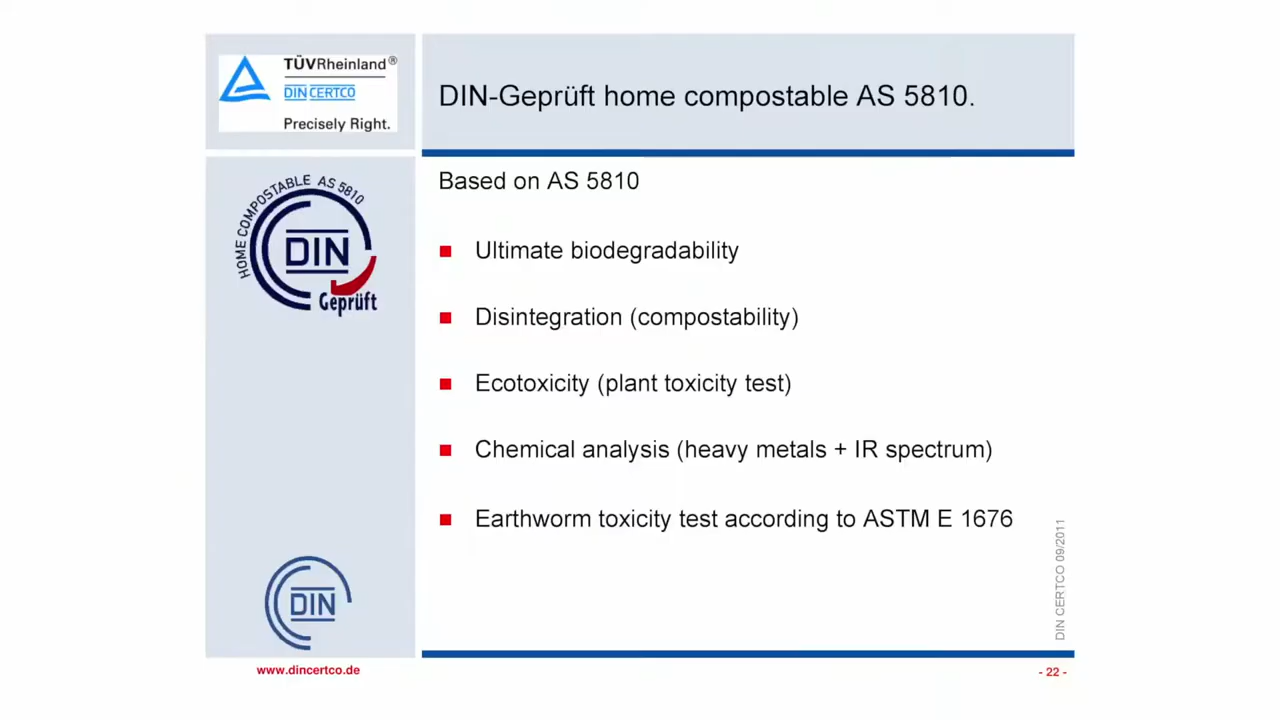 TÜVRheinland®
DIN CERTCO
Precisely Right.
DIN-Geprüft home compostable AS 5810.
HOME COMPOSTABLE AS 5810
DIN
Geprüft
Based on AS 5810
Ultimate biodegradability
Disintegration (compostability)
Ecotoxicity (plant toxicity test)
Chemical analysis (heavy metals + IR spectrum)
Earthworm toxicity test according to ASTM E 1676
DIN CERTCO 09/2011
DIN
www.dincertco.de
- 22 -